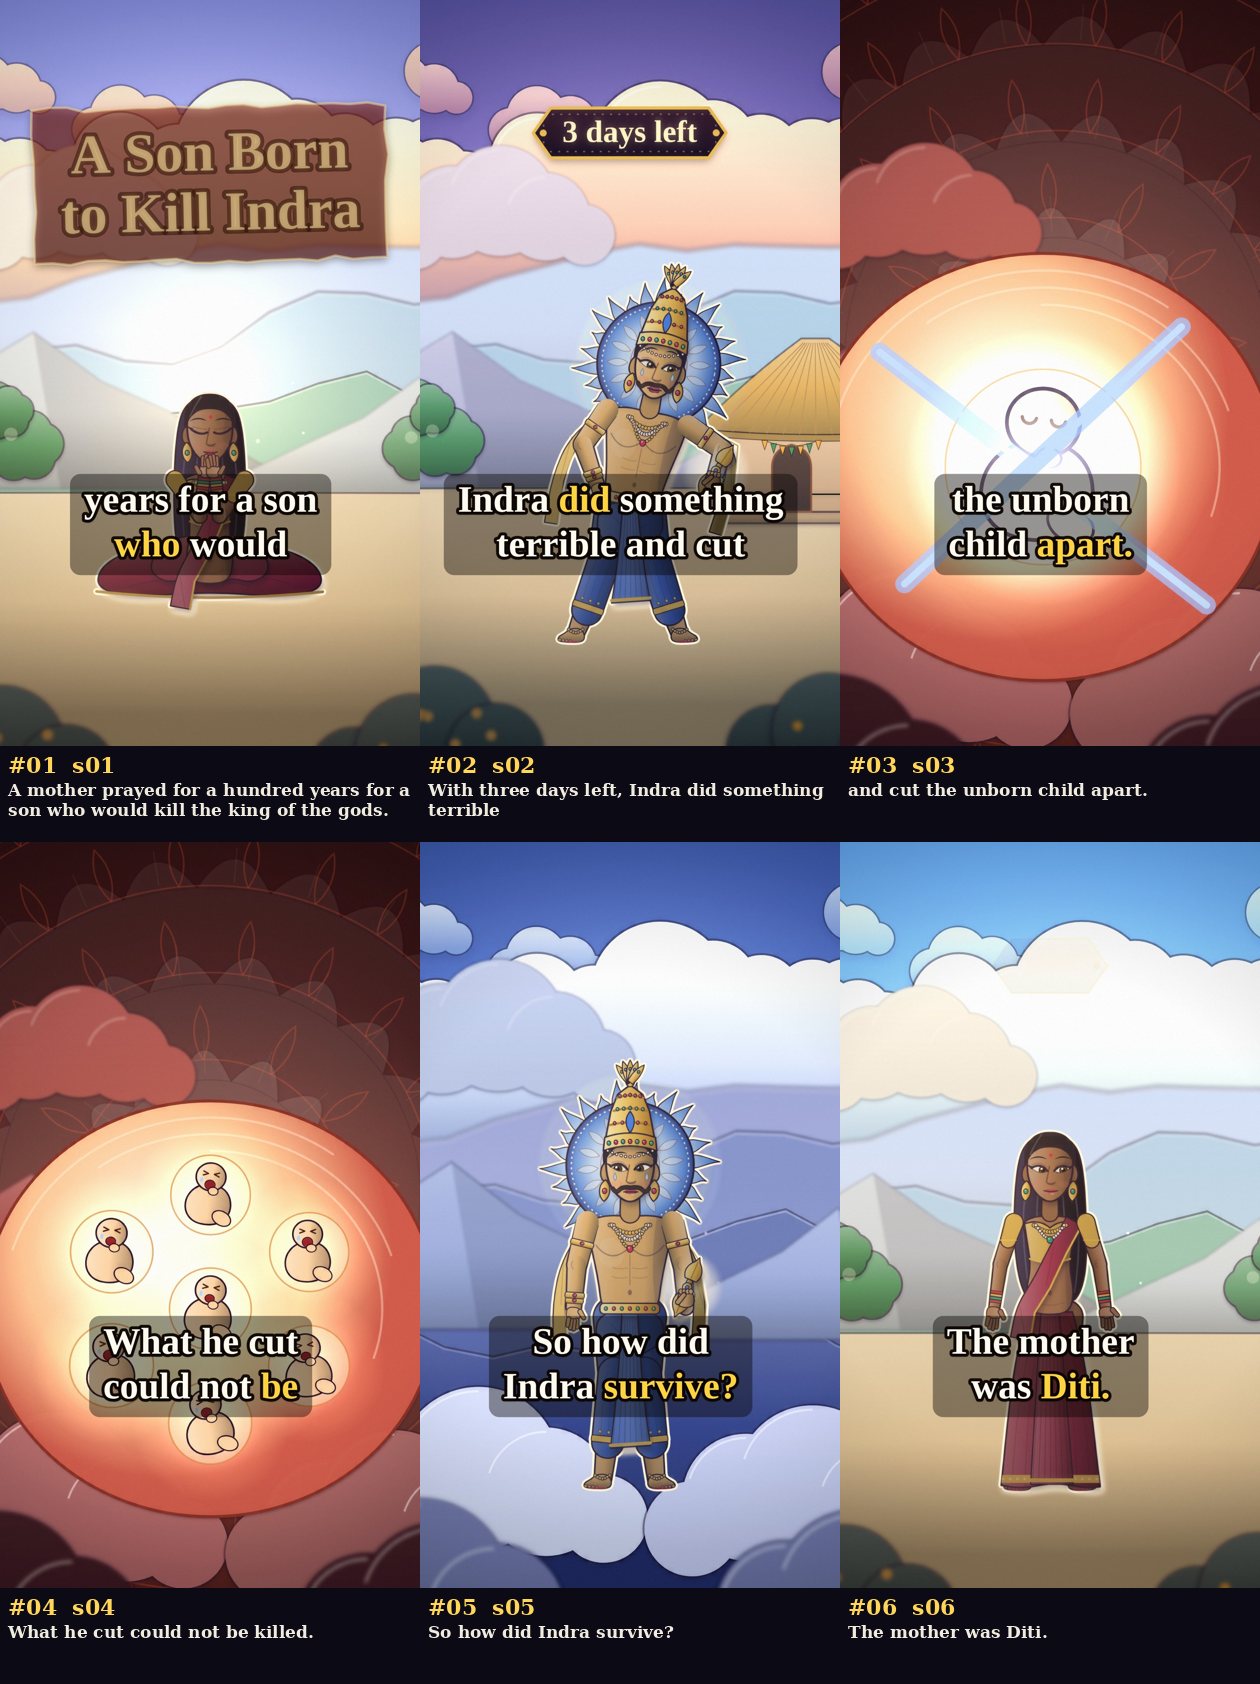 A Son Born
to Kill Indra
years for a son
who would
#01 s01
A mother prayed for a hundred years for a
son who would kill the king of the gods.
3 days left
Indra did something
terrible and cut
#02 s02
With three days left, Indra did something
terrible
the unborn
child apart.
#03 s03
and cut the unborn child apart.
What he cut
could not be
#04 s04
What he cut could not be killed.
So how did
Indra survive?
#05 s05
So how did Indra survive?
The mother
was Diti.
#06 s06
The mother was Diti.